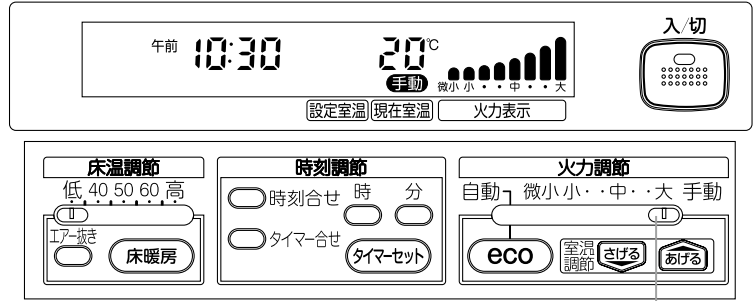 入/切
午前 10:30 20℃
手動
微小 小・・中・・大
設定室温 現在室温 火力表示
床温調節 時刻調節 火力調節
低 40 50 60 高
時刻合せ 時 分
自動 微小 小・・中・・大 手動
エアー抜き
床暖房
タイマー合せ
タイマーセット
eco
室温調節 さげる あげる